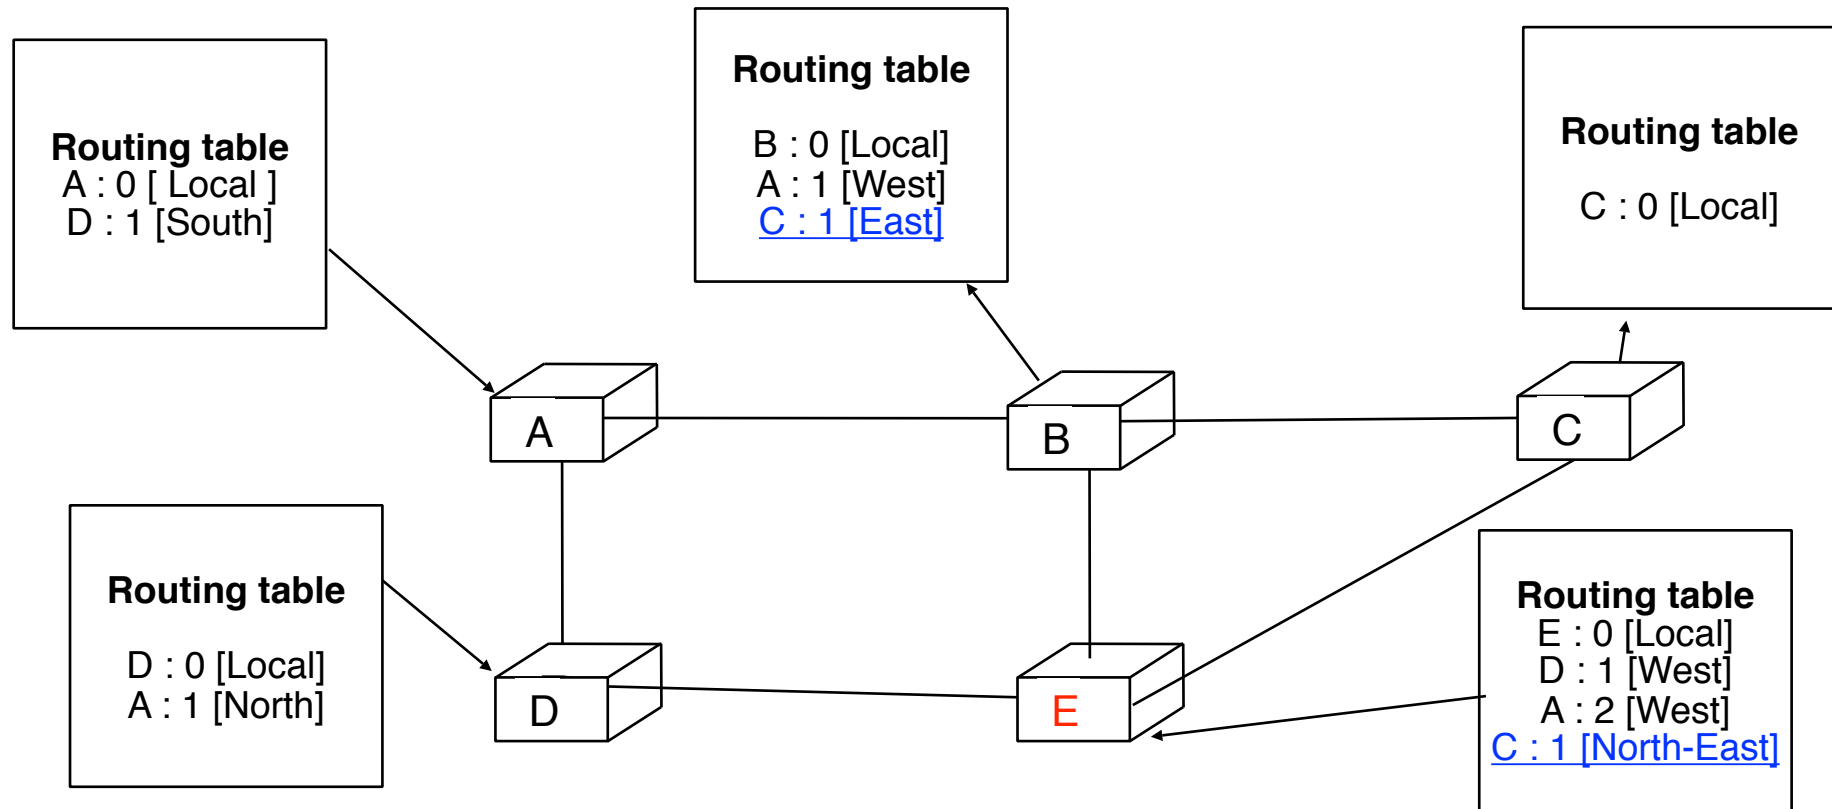 Routing table
A : 0 [ Local ]
D : 1 [South]
Routing table
B : 0 [Local]
A : 1 [West]
C : 1 [East]
Routing table
C : 0 [Local]
A
B
C
Routing table
D : 0 [Local]
A : 1 [North]
D
E
Routing table
E : 0 [Local]
D : 1 [West]
A : 2 [West]
C : 1 [North-East]